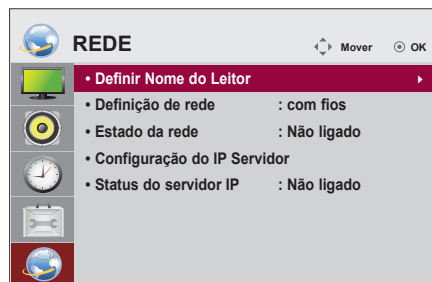 REDE Mover OK
• Definir Nome do Leitor
• Definição de rede : com fios
• Estado da rede : Não ligado
• Configuração do IP Servidor
• Status do servidor IP : Não ligado